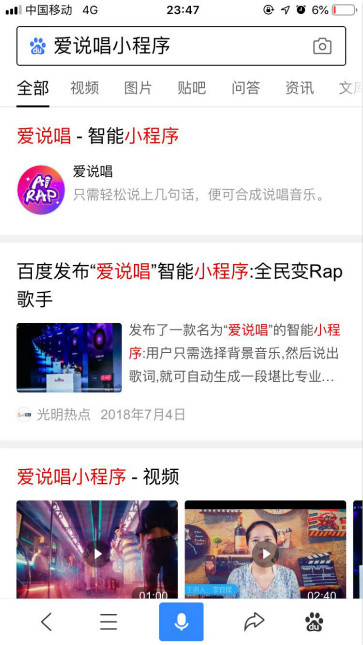 中国移动 4G 23:47 6%
du 爱说唱小程序
全部 视频 图片 贴吧 问答 资讯
爱说唱 - 智能小程序
Ai RAP
爱说唱
只需轻松说上几句话，便可合成说唱音乐。
百度发布“爱说唱”智能小程序:全民变Rap
歌手
发布了一款名为“爱说唱”的智能小程
序:用户只需选择背景音乐,然后说出
歌词,就可自动生成一段堪比专业...
光明热点 2018年7月4日
爱说唱小程序 - 视频
01:00
02:40
du